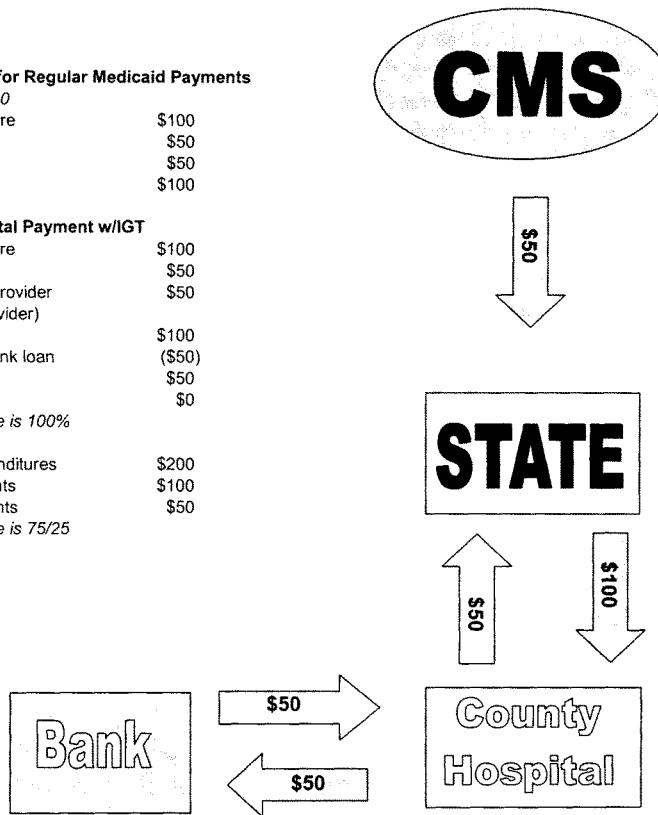 for Regular Medicaid Payments
0
re $100
$50
$50
$100
tal Payment w/IGT
re $100
$50
rovider $50
vider)
$100
nk loan ($50)
$50
$0
e is 100%
nditures $200
nts $100
nts $50
e is 75/25
CMS
$50
STATE
$50
$100
Bank
$50
$50
County
Hospital